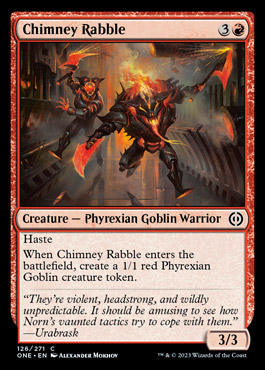 Chimney Rabble 3
Creature — Phyrexian Goblin Warrior
Haste
When Chimney Rabble enters the
battlefield, create a 1/1 red Phyrexian
Goblin creature token.
“They’re violent, headstrong, and wildly
unpredictable. It should be amusing to see how
Norn’s vaunted tactics try to cope with them.”
—Urabrask
3/3
126/271 C
ONE • EN ALEXANDER MOKHOV
™ & © 2023 Wizards of the Coast